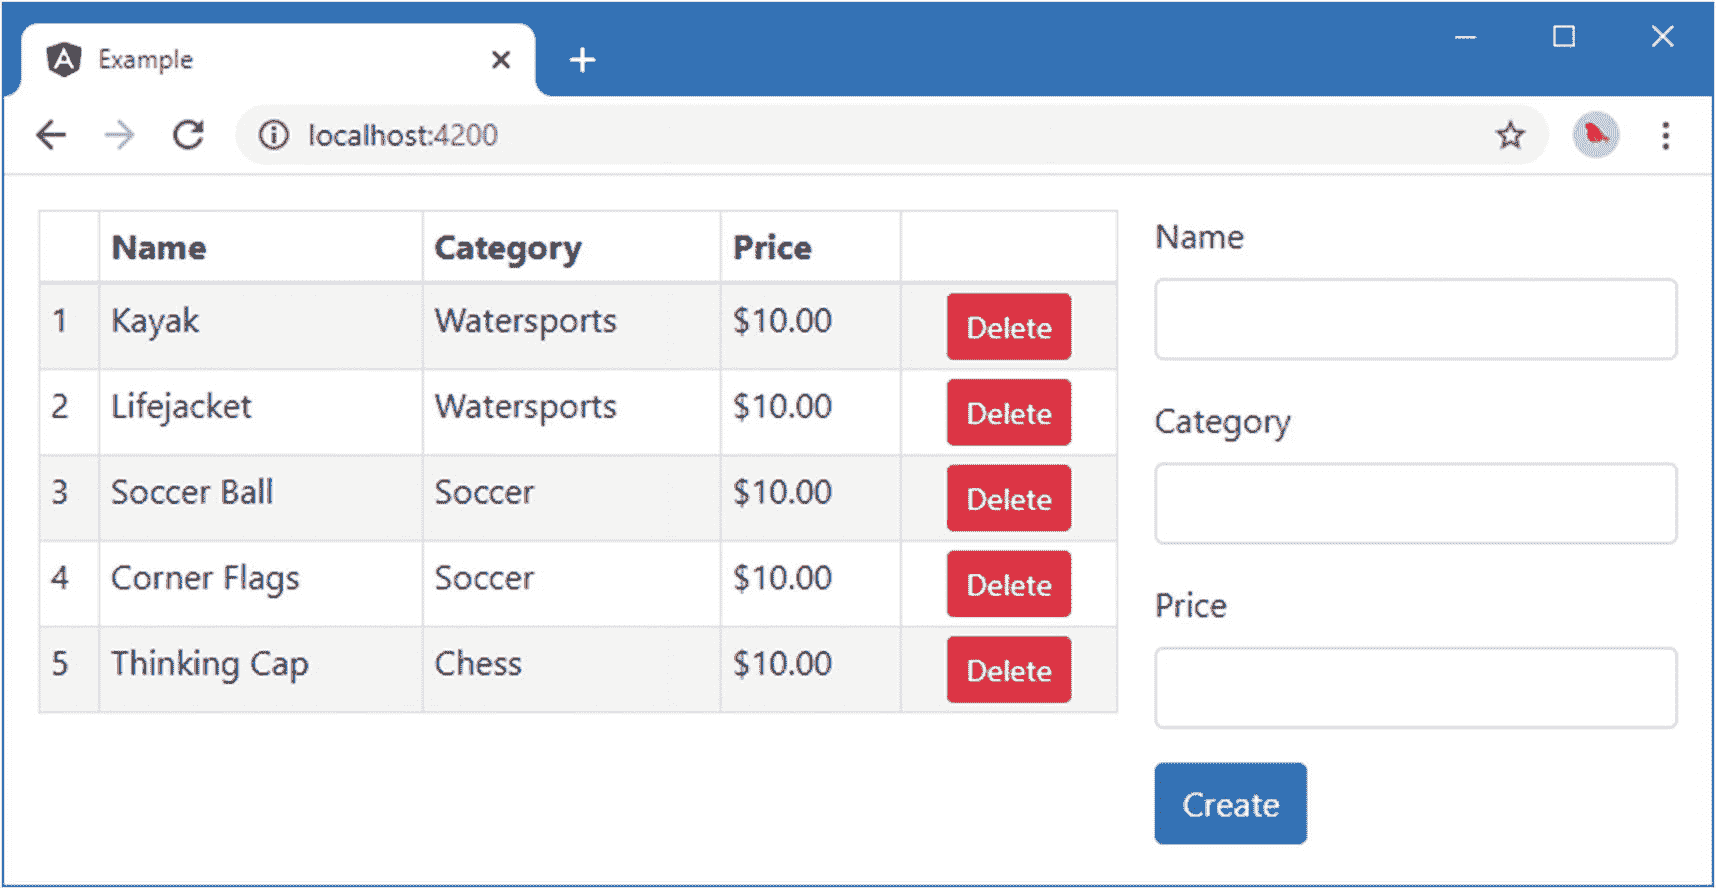 Example
localhost:4200
Name Category Price
1 Kayak Watersports $10.00 Delete
2 Lifejacket Watersports $10.00 Delete
3 Soccer Ball Soccer $10.00 Delete
4 Corner Flags Soccer $10.00 Delete
5 Thinking Cap Chess $10.00 Delete
Name
Category
Price
Create